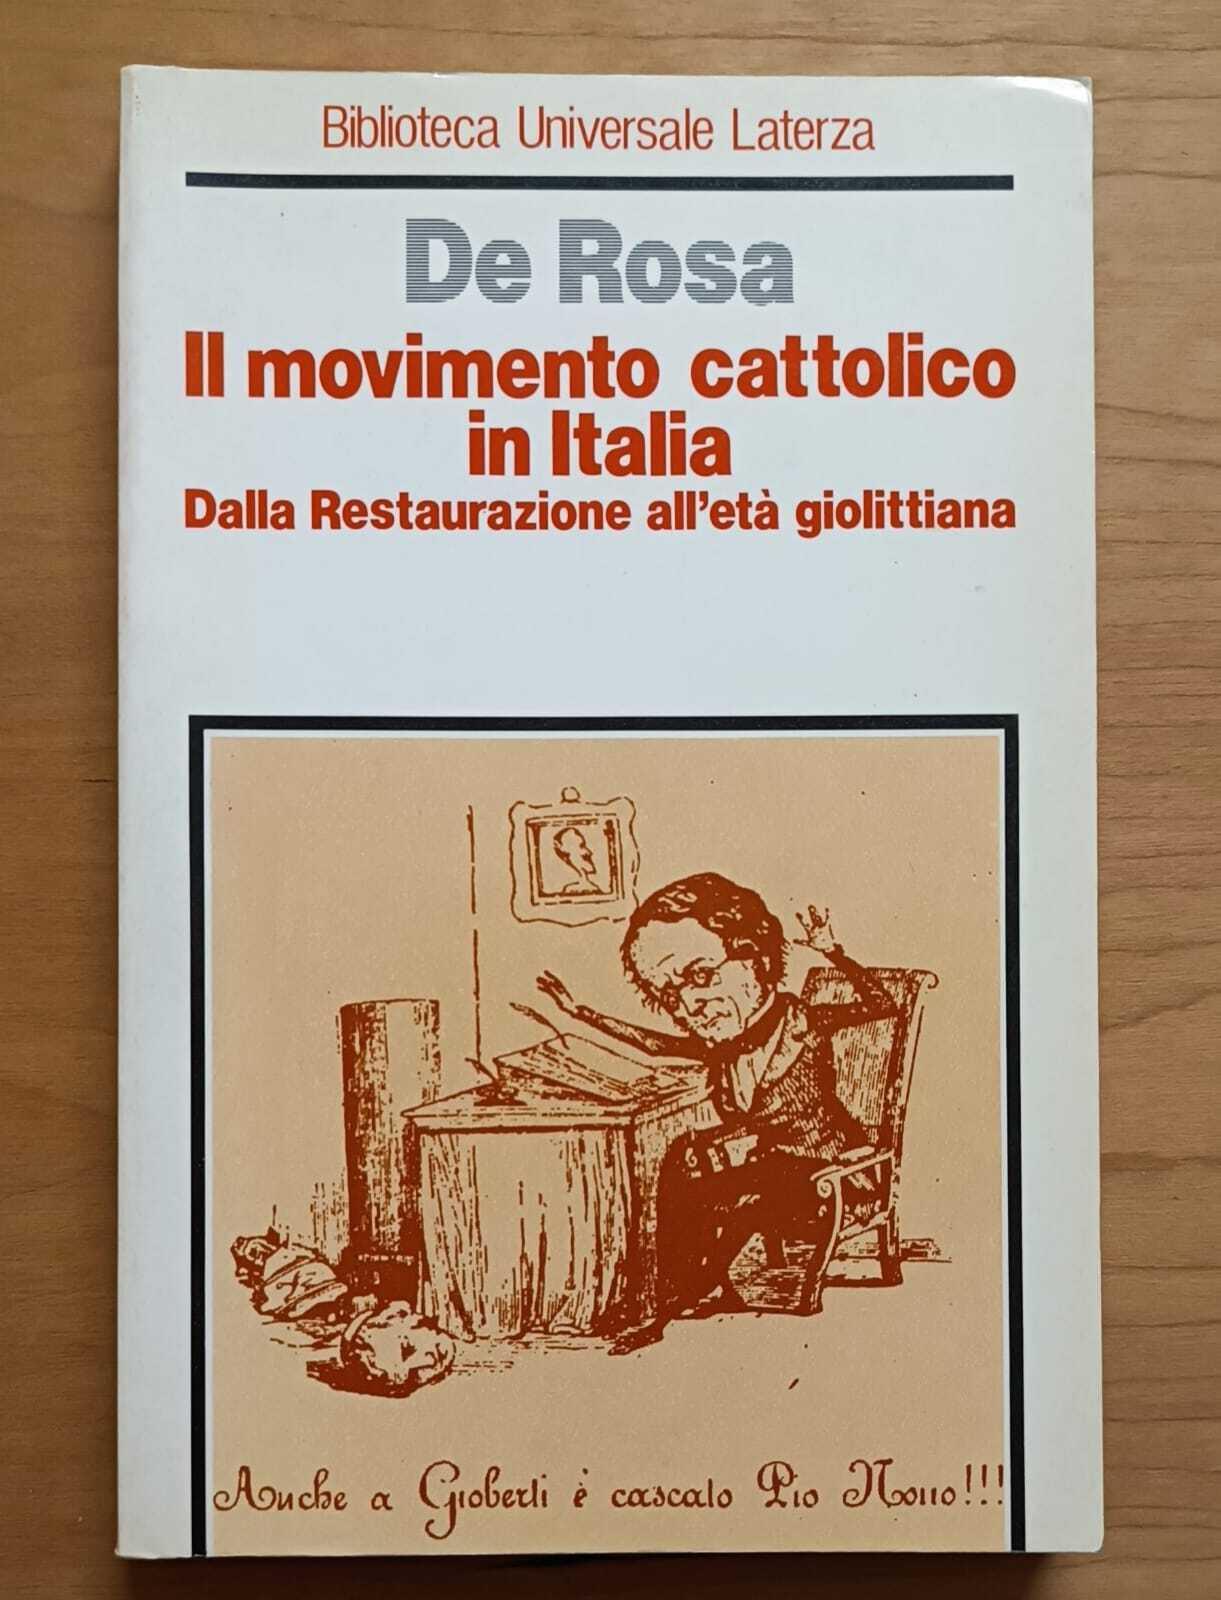 Biblioteca Universale Laterza
De Rosa
Il movimento cattolico
in Italia
Dalla Restaurazione all'età giolittiana
Anche a Gioberti è cascato Pio Nono!!!